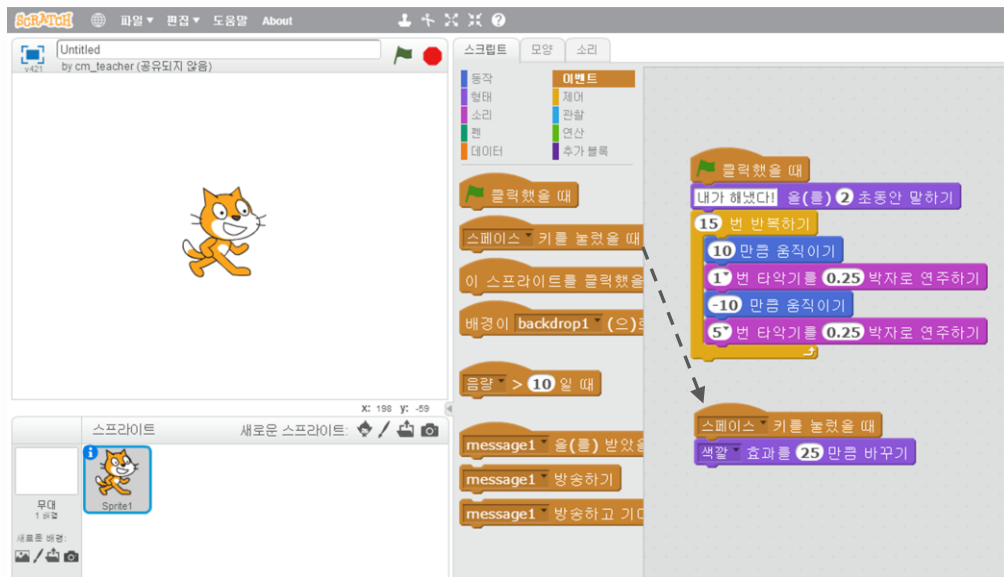 SCRATCH 파일▼ 편집▼ 도움말 About
Untitled
v421
by cm_teacher (공유되지 않음)
X: 198 y: -59
스프라이트 새로운 스프라이트:
무대
1 배경
새로운 배경:
Sprite1
스크립트 모양 소리
동작 이벤트
형태 제어
소리 관찰
펜 연산
데이터 추가 블록
클릭했을 때
스페이스 키를 눌렀을 때
이 스프라이트를 클릭했을
배경이 backdrop1 (으)로
음량 > 10 일 때
message1 을(를) 받았을
message1 방송하기
message1 방송하고 기다
클릭했을 때
내가 해냈다! 을(를) 2 초동안 말하기
15 번 반복하기
10 만큼 움직이기
1 번 타악기를 0.25 박자로 연주하기
-10 만큼 움직이기
5 번 타악기를 0.25 박자로 연주하기
스페이스 키를 눌렀을 때
색깔 효과를 25 만큼 바꾸기